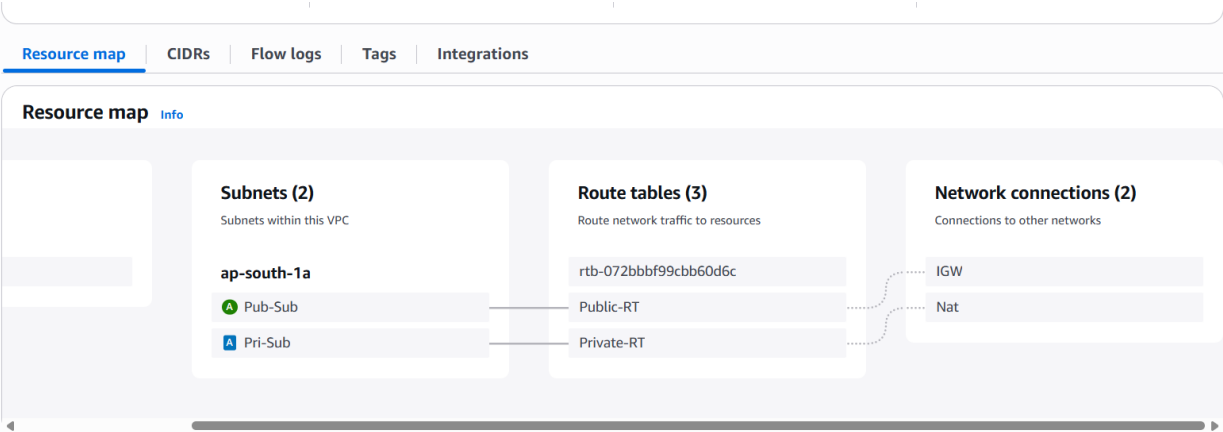 Resource map
CIDRs
Flow logs
Tags
Integrations
Resource map Info
Subnets (2)
Subnets within this VPC
ap-south-1a
A Pub-Sub
A Pri-Sub
Route tables (3)
Route network traffic to resources
rtb-072bbbf99cbb60d6c
Public-RT
Private-RT
Network connections (2)
Connections to other networks
IGW
Nat